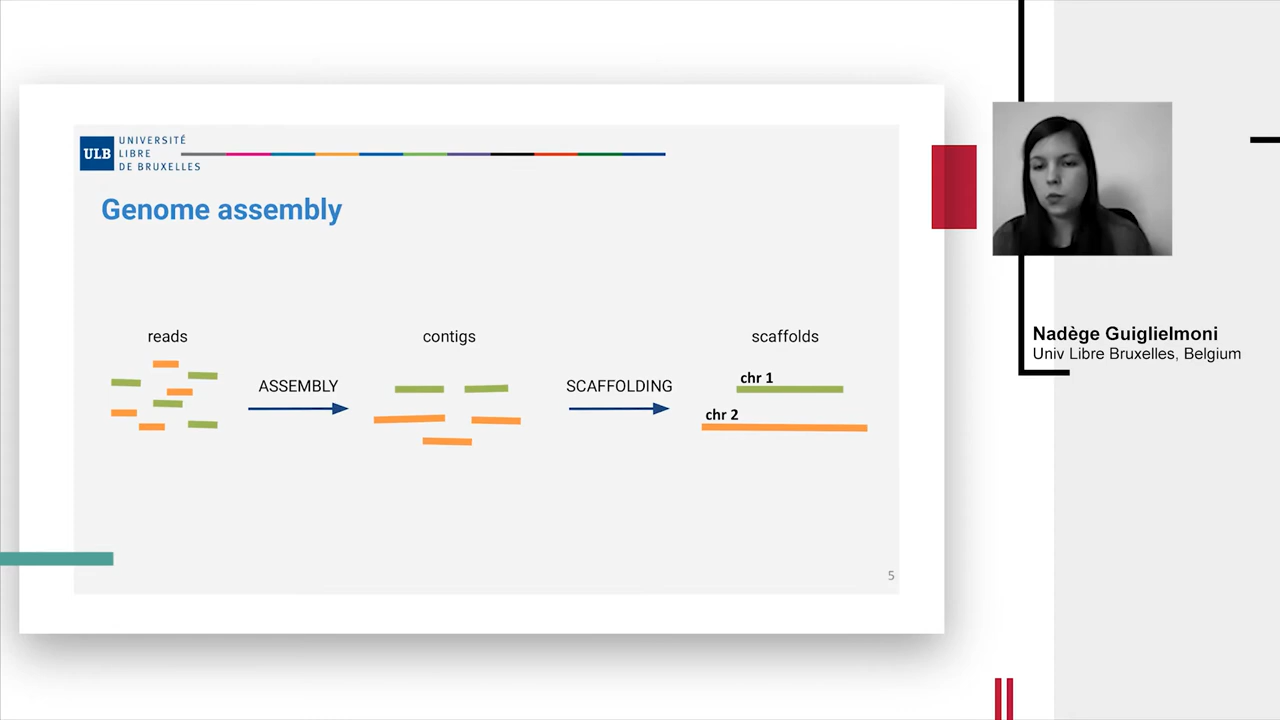 ULB
UNIVERSITÉ
LIBRE
DE BRUXELLES
Genome assembly
reads
contigs
scaffolds
ASSEMBLY
SCAFFOLDING
chr 1
chr 2
5
Nadège Guiglielmoni
Univ Libre Bruxelles, Belgium